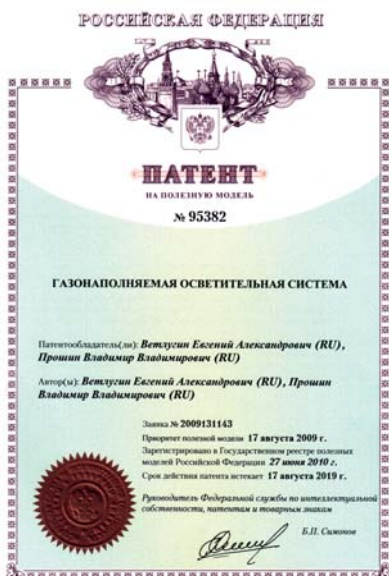 РОССИЙСКАЯ ФЕДЕРАЦИЯ
ПАТЕНТ
НА ПОЛЕЗНУЮ МОДЕЛЬ
№ 95382
ГАЗОНАПОЛНЯЕМАЯ ОСВЕТИТЕЛЬНАЯ СИСТЕМА
Патентообладатель(ли): Ветлугин Евгений Александрович (RU),
Прошин Владимир Владимирович (RU)
Автор(ы): Ветлугин Евгений Александрович (RU), Прошин
Владимир Владимирович (RU)
Заявка № 2009131143
Приоритет полезной модели 17 августа 2009 г.
Зарегистрировано в Государственном реестре полезных
моделей Российской Федерации 27 июня 2010 г.
Срок действия патента истекает 17 августа 2019 г.
Руководитель Федеральной службы по интеллектуальной
собственности, патентам и товарным знакам
Б.П. Симонов